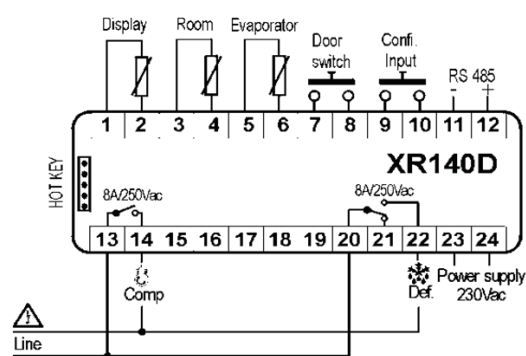 Display Room Evaporator Door switch Confi. Input RS 485
- +
1 2 3 4 5 6 7 8 9 10 11 12
HOT KEY
XR140D
8A/250Vac 8A/250Vac
13 14 15 16 17 18 19 20 21 22 23 24
Comp Def. Power supply 230Vac
Line